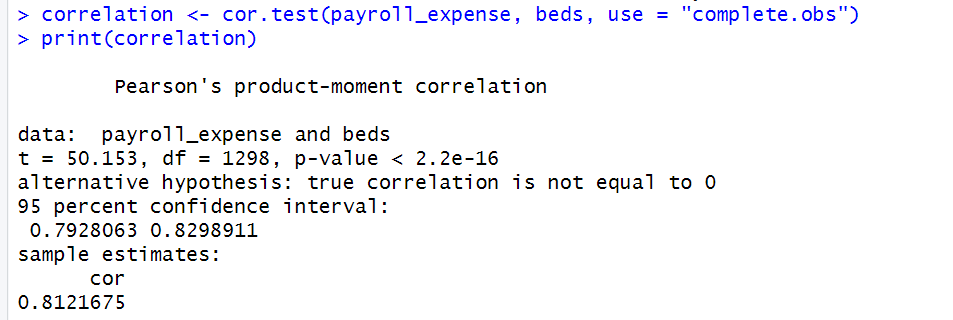 > correlation <- cor.test(payroll_expense, beds, use = "complete.obs")
> print(correlation)
Pearson's product-moment correlation
data:  payroll_expense and beds
t = 50.153, df = 1298, p-value < 2.2e-16
alternative hypothesis: true correlation is not equal to 0
95 percent confidence interval:
0.7928063 0.8298911
sample estimates:
cor
0.8121675